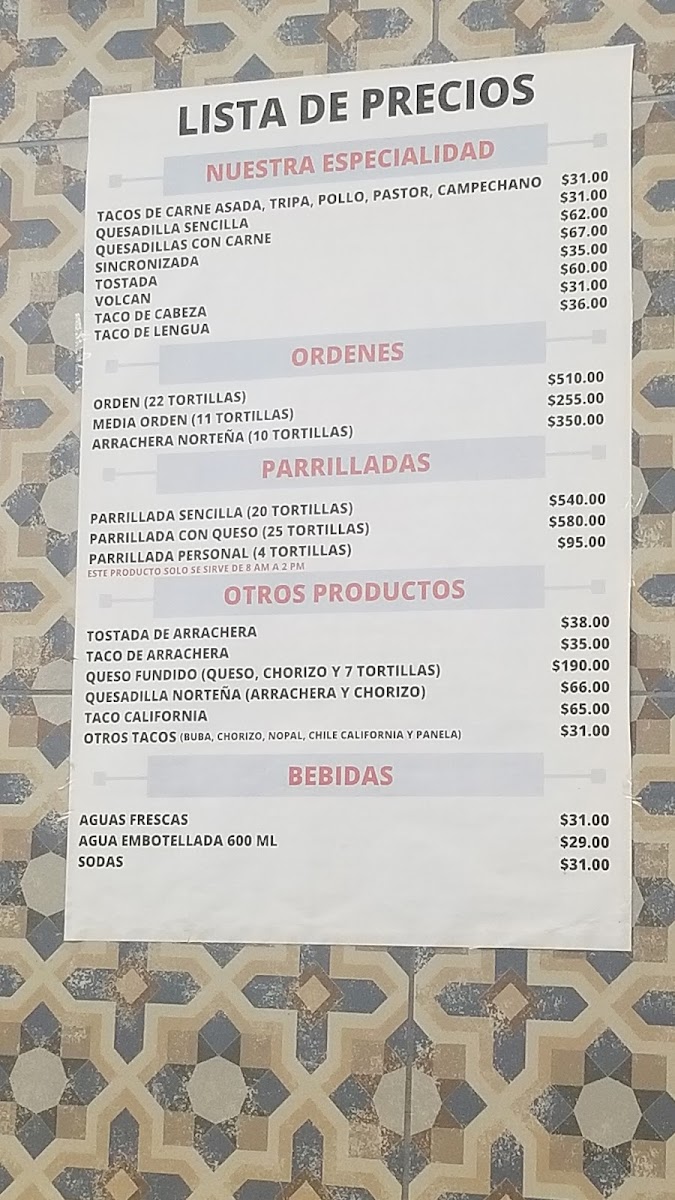 LISTA DE PRECIOS
NUESTRA ESPECIALIDAD
TACOS DE CARNE ASADA, TRIPA, POLLO, PASTOR, CAMPECHANO $31.00
QUESADILLA SENCILLA $31.00
QUESADILLAS CON CARNE $62.00
SINCRONIZADA $67.00
TOSTADA $35.00
VOLCAN $60.00
TACO DE CABEZA $31.00
TACO DE LENGUA $36.00
ORDENES
ORDEN (22 TORTILLAS) $510.00
MEDIA ORDEN (11 TORTILLAS) $255.00
ARRACHERA NORTEÑA (10 TORTILLAS) $350.00
PARRILLADAS
PARRILLADA SENCILLA (20 TORTILLAS) $540.00
PARRILLADA CON QUESO (25 TORTILLAS) $580.00
PARRILLADA PERSONAL (4 TORTILLAS) $95.00
ESTE PRODUCTO SOLO SE SIRVE DE 8 AM A 2 PM
OTROS PRODUCTOS
TOSTADA DE ARRACHERA $38.00
TACO DE ARRACHERA $35.00
QUESO FUNDIDO (QUESO, CHORIZO Y 7 TORTILLAS) $190.00
QUESADILLA NORTEÑA (ARRACHERA Y CHORIZO) $66.00
TACO CALIFORNIA $65.00
OTROS TACOS (BUBA, CHORIZO, NOPAL, CHILE CALIFORNIA Y PANELA) $31.00
BEBIDAS
AGUAS FRESCAS $31.00
AGUA EMBOTELLADA 600 ML $29.00
SODAS $31.00